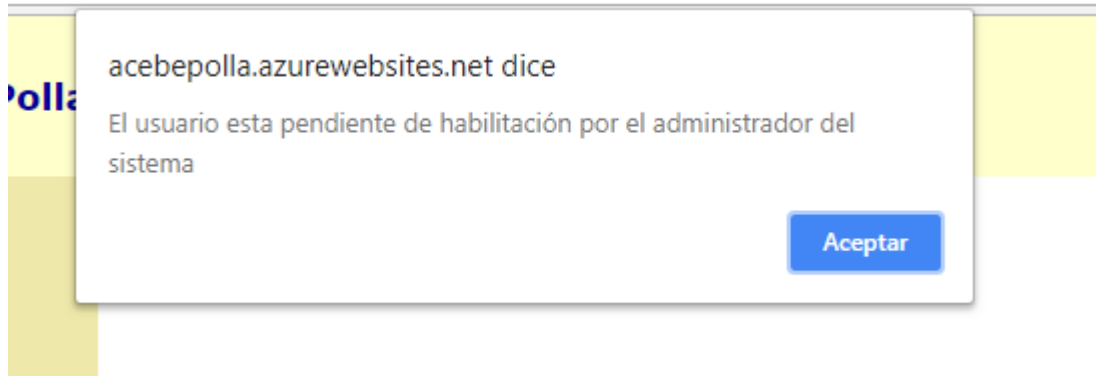 acebepolla.azurewebsites.net dice
Polla
El usuario esta pendiente de habilitación por el administrador del
sistema
Aceptar